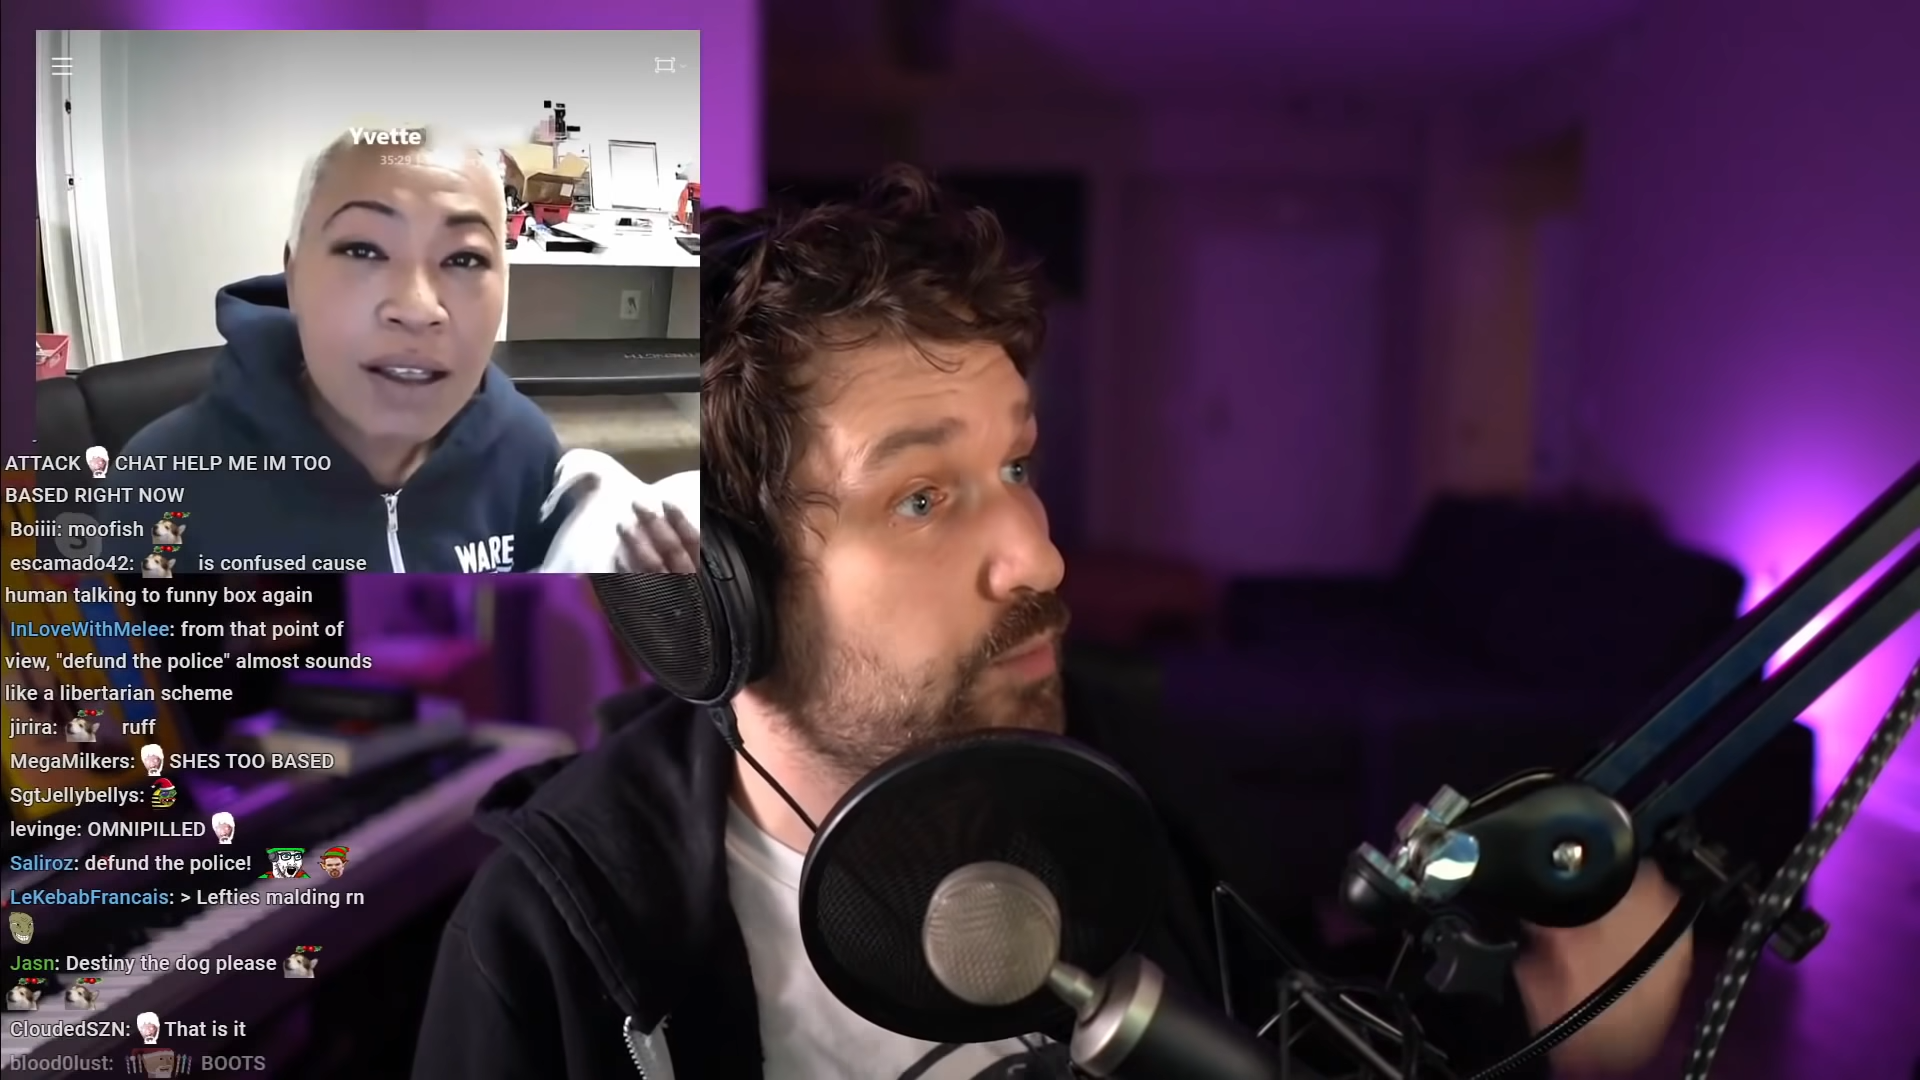 Yvette
35:29
ATTACK CHAT HELP ME IM TOO
BASED RIGHT NOW
Boiiii: moofish
escamado42: is confused cause
human talking to funny box again
InLoveWithMelee: from that point of
view, "defund the police" almost sounds
like a libertarian scheme
jirira: ruff
MegaMilkers: SHES TOO BASED
SgtJellybellys:
levinge: OMNIPILLED
Saliroz: defund the police!
LeKebabFrancais: > Lefties malding rn
Jasn: Destiny the dog please
CloudedSZN: That is it
blood0lust: BOOTS
WARE